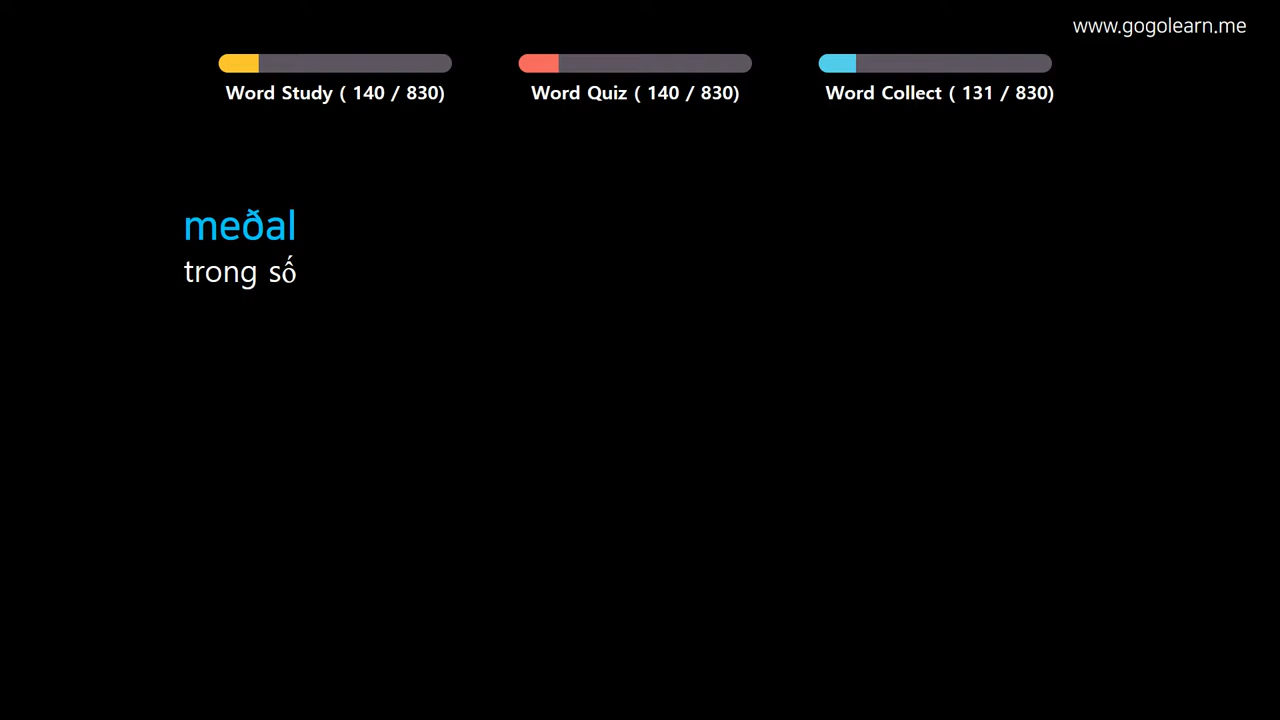 www.gogolearn.me
Word Study ( 140 / 830)
Word Quiz ( 140 / 830)
Word Collect ( 131 / 830)
meðal
trong số